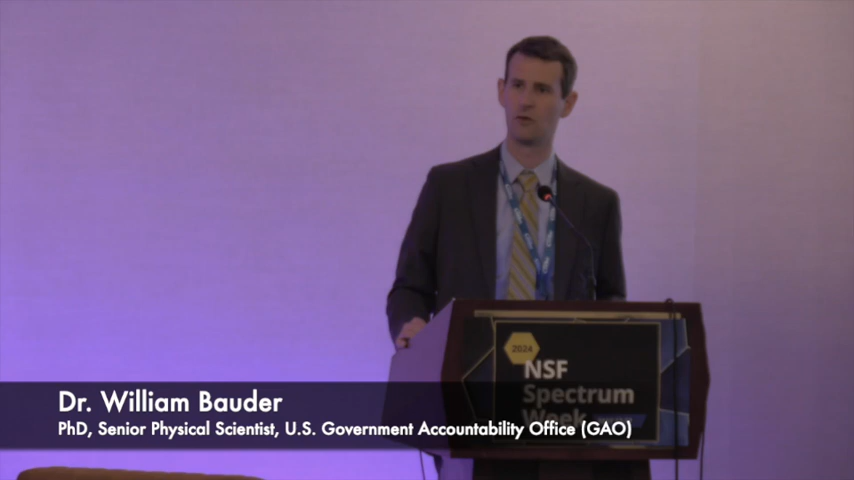 2024
NSF
Spectrum
Week
Dr. William Bauder
PhD, Senior Physical Scientist, U.S. Government Accountability Office (GAO)